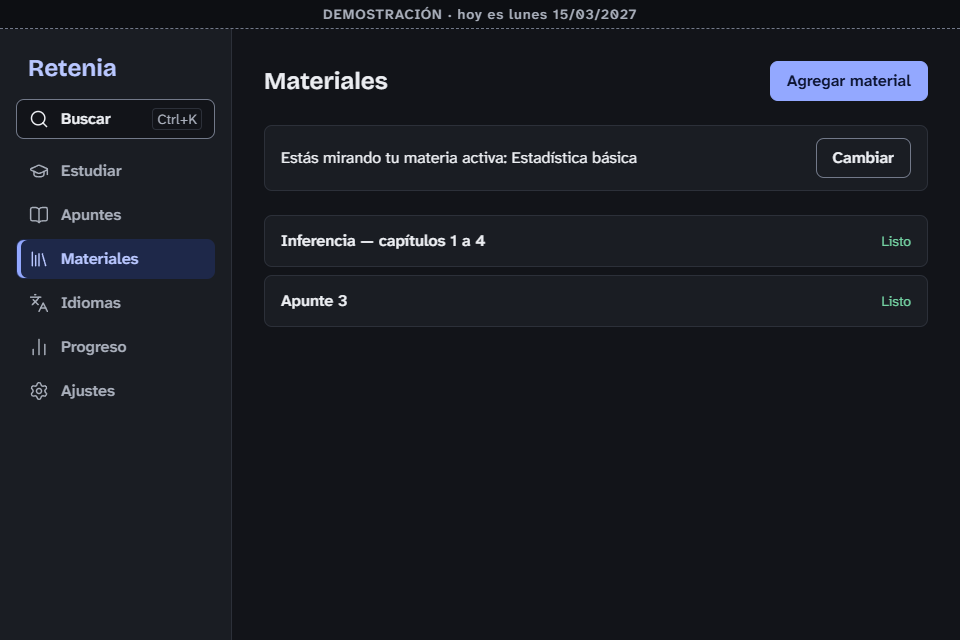 DEMOSTRACIÓN · hoy es lunes 15/03/2027
Retenia
Buscar Ctrl+K
Estudiar
Apuntes
Materiales
Idiomas
Progreso
Ajustes
Materiales
Agregar material
Estás mirando tu materia activa: Estadística básica
Cambiar
Inferencia — capítulos 1 a 4
Listo
Apunte 3
Listo